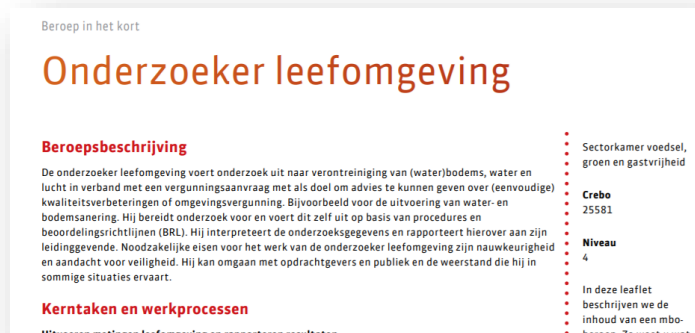 Beroep in het kort
Onderzoeker leefomgeving
Beroepsbeschrijving
De onderzoeker leefomgeving voert onderzoek uit naar verontreiniging van (water)bodems, water en
lucht in verband met een vergunningsaanvraag met als doel om advies te kunnen geven over (eenvoudige)
kwaliteitsverbeteringen of omgevingsvergunning. Bijvoorbeeld voor de uitvoering van water- en
bodemsanering. Hij bereidt onderzoek voor en voert dit zelf uit op basis van procedures en
beoordelingsrichtlijnen (BRL). Hij interpreteert de onderzoeksgegevens en rapporteert hierover aan zijn
leidinggevende. Noodzakelijke eisen voor het werk van de onderzoeker leefomgeving zijn nauwkeurigheid
en aandacht voor veiligheid. Hij kan omgaan met opdrachtgevers en publiek en de weerstand die hij in
sommige situaties ervaart.
Kerntaken en werkprocessen
Sectorkamer voedsel,
groen en gastvrijheid
Crebo
25581
Niveau
4
In deze leaflet
beschrijven we de
inhoud van een mbo-